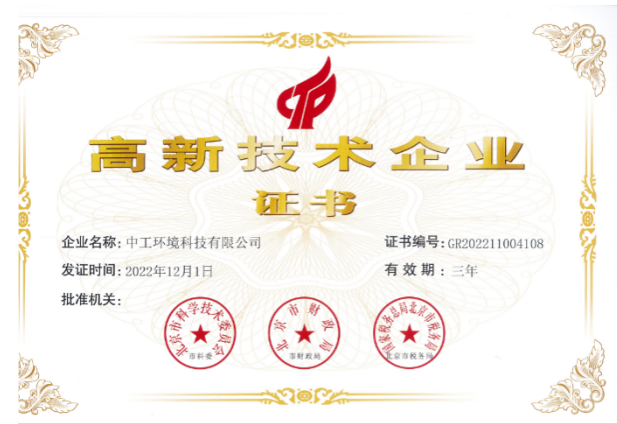 高新技术企业
证书
企业名称：中工环境科技有限公司
证书编号：GR202211004108
发证时间：2022年12月1日
有效期：三年
批准机关：
北京市科学技术委员会
市科委
北京市财政局
市财政局
国家税务总局北京市税务局
北京市税务局